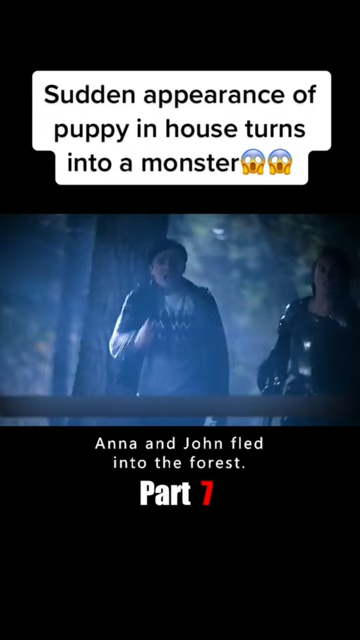 Sudden appearance of
puppy in house turns
into a monster😱😱
Anna and John fled
into the forest.
Part 7